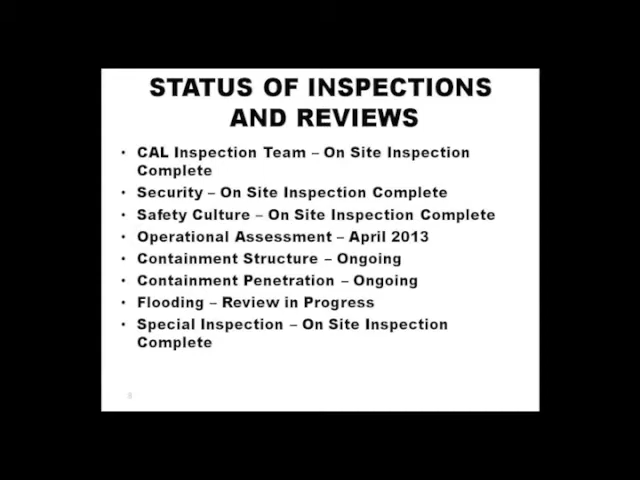 STATUS OF INSPECTIONS
AND REVIEWS
• CAL Inspection Team – On Site Inspection
Complete
• Security – On Site Inspection Complete
• Safety Culture – On Site Inspection Complete
• Operational Assessment – April 2013
• Containment Structure – Ongoing
• Containment Penetration – Ongoing
• Flooding – Review in Progress
• Special Inspection – On Site Inspection
Complete